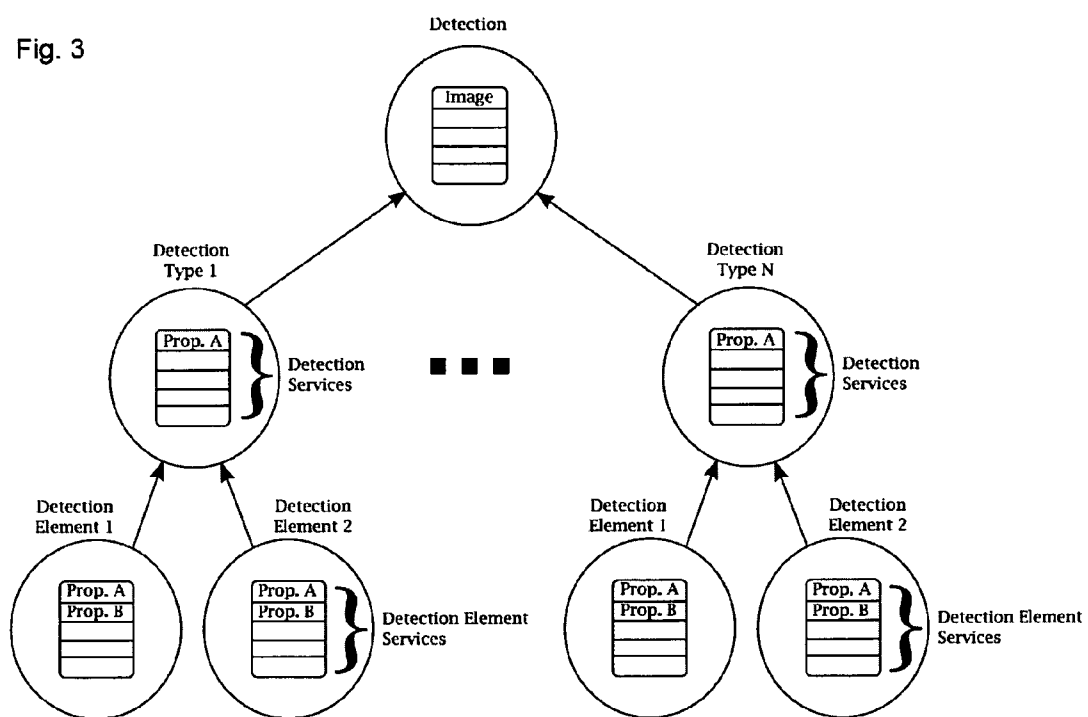 Fig. 3
Detection
Image
Detection
Type 1
Detection
Type N
Prop. A
Detection
Services
Prop. A
Detection
Services
Detection
Element 1
Detection
Element 2
Detection
Element 1
Detection
Element 2
Prop. A
Prop. B
Prop. A
Prop. B
Detection Element
Services
Prop. A
Prop. B
Prop. A
Prop. B
Detection Element
Services